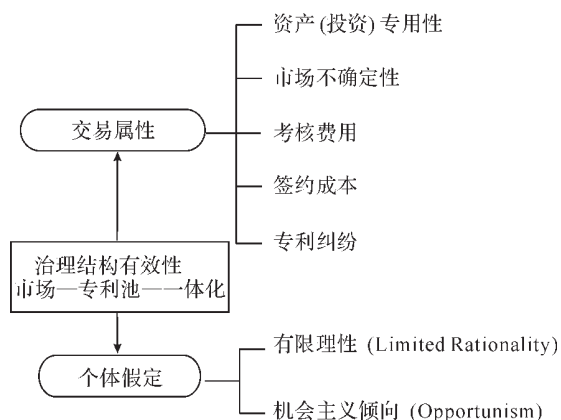 资产(投资)专用性
市场不确定性
交易属性
考核费用
签约成本
专利纠纷
治理结构有效性
市场—专利池—一体化
有限理性 (Limited Rationality)
个体假定
机会主义倾向 (Opportunism)